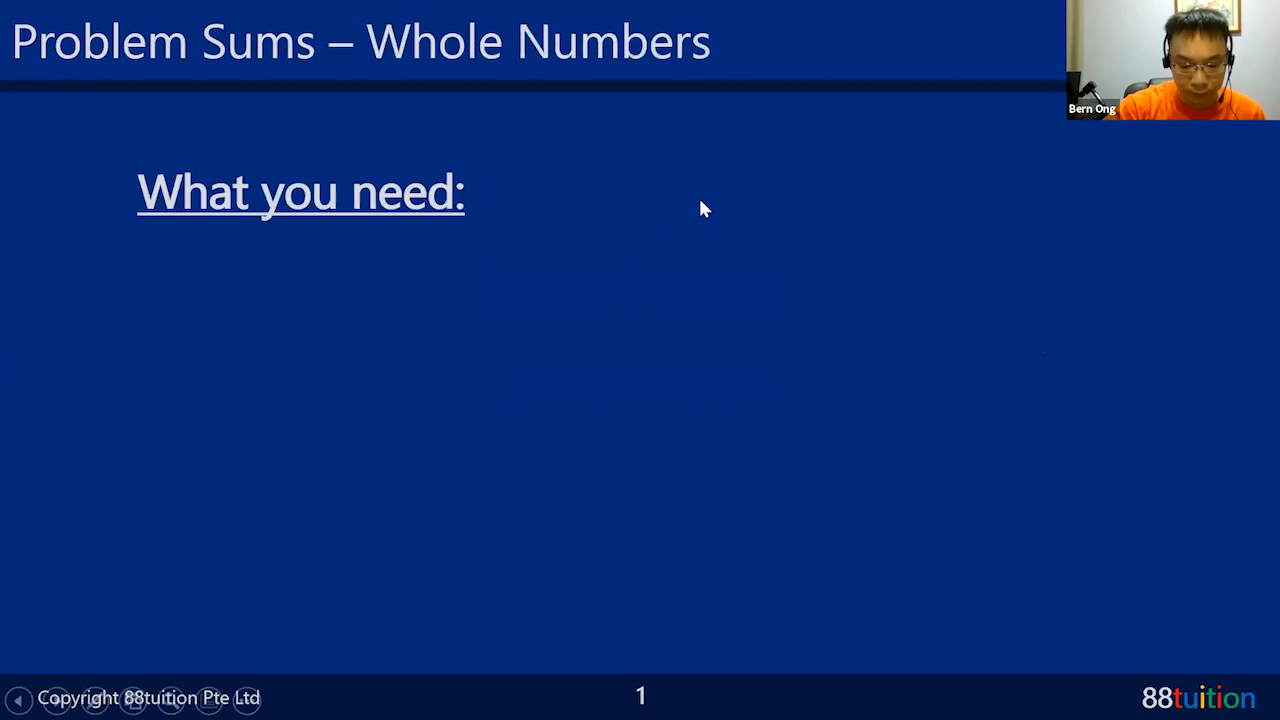 Problem Sums – Whole Numbers
Bern Ong
What you need:
Copyright 88tuition Pte Ltd
1
88tuition